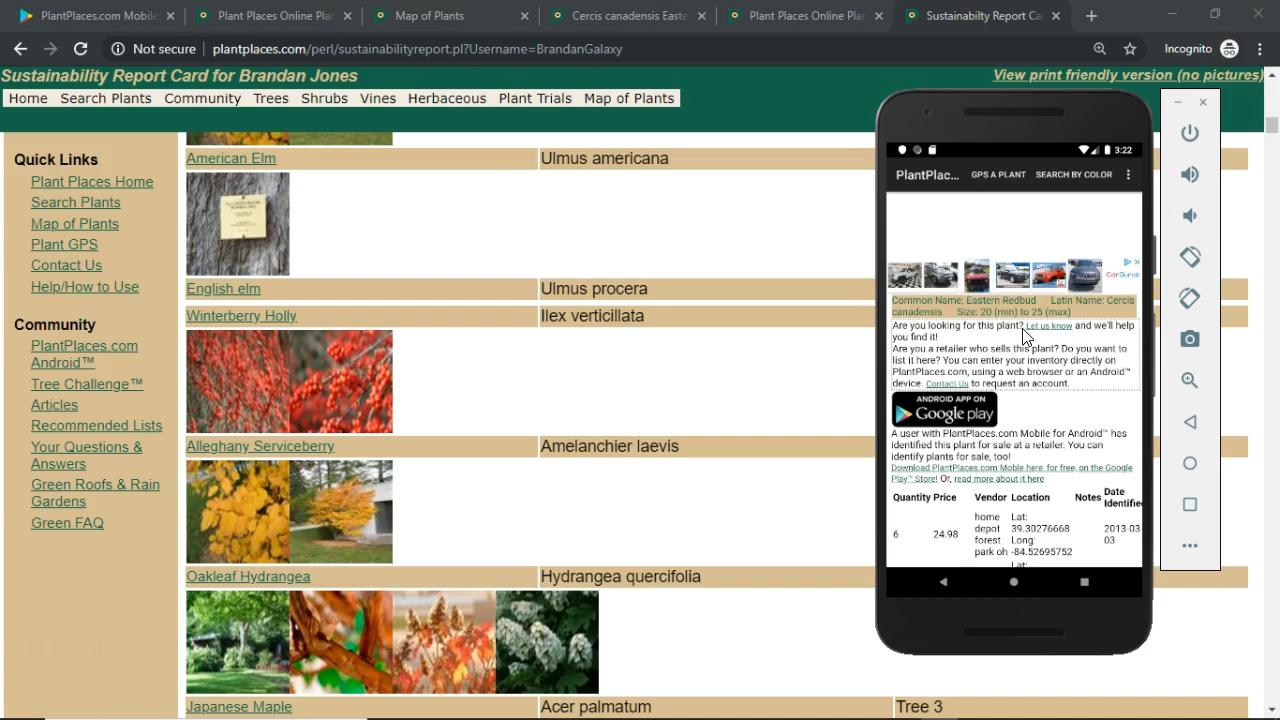 PlantPlaces.com Mobile
Plant Places Online Pla
Map of Plants
Cercis canadensis Easte
Plant Places Online Pla
Sustainabilty Report Ca
Not secure
plantplaces.com/perl/sustainabilityreport.pl?Username=BrandanGalaxy
Incognito
Sustainability Report Card for Brandan Jones
View print friendly version (no pictures)
Home Search Plants Community Trees Shrubs Vines Herbaceous Plant Trials Map of Plants
Quick Links
Plant Places Home
Search Plants
Map of Plants
Plant GPS
Contact Us
Help/How to Use
Community
PlantPlaces.com
Android™
Tree Challenge™
Articles
Recommended Lists
Your Questions &
Answers
Green Roofs & Rain
Gardens
Green FAQ
American Elm Ulmus americana
English elm Ulmus procera
Winterberry Holly Ilex verticillata
Alleghany Serviceberry Amelanchier laevis
Oakleaf Hydrangea Hydrangea quercifolia
Japanese Maple Acer palmatum Tree 3
3:22
PlantPlac... GPS A PLANT SEARCH BY COLOR
CarGurus
Common Name: Eastern Redbud Latin Name: Cercis
canadensis Size: 20 (min) to 25 (max)
Are you looking for this plant? Let us know and we'll help
you find it!
Are you a retailer who sells this plant? Do you want to
list it here? You can enter your inventory directly on
PlantPlaces.com, using a web browser or an Android™
device. Contact Us to request an account.
ANDROID APP ON
Google play
A user with PlantPlaces.com Mobile for Android™ has
identified this plant for sale at a retailer. You can
identify plants for sale, too!
Download PlantPlaces.com Moble here, for free, on the Google
Play™ Store! Or, read more about it here
Quantity Price Vendor Location Notes Date
Identified
6 24.98 home
depot
forest
park oh
Lat:
39.30276668
Long:
-84.52695752
2013-03-
03
Lat: